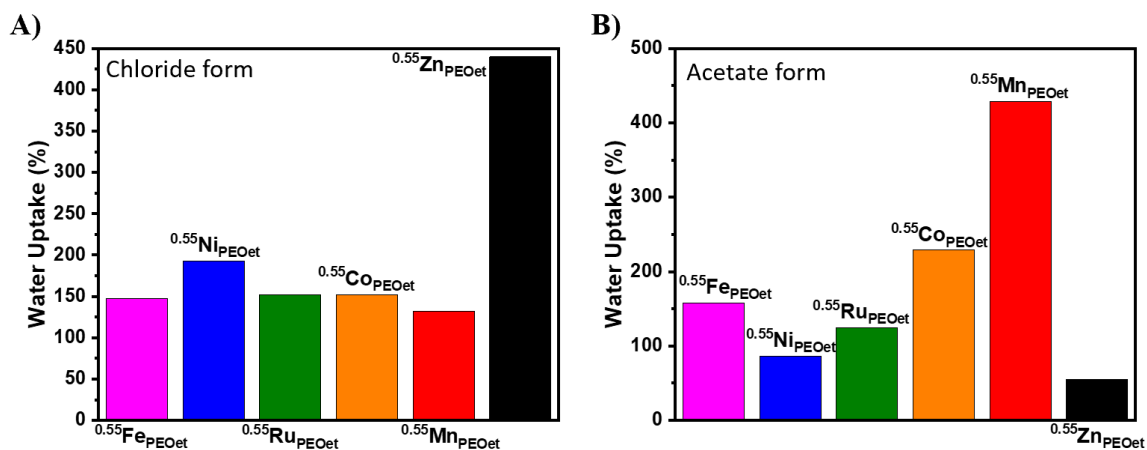 A)
Chloride form
Water Uptake (%)
450
400
350
300
250
200
150
100
50
0
0.55ZnPEOet
0.55NiPEOet
0.55CoPEOet
0.55FePEOet
0.55RuPEOet
0.55MnPEOet
B)
Acetate form
Water Uptake (%)
500
400
300
200
100
0
0.55MnPEOet
0.55CoPEOet
0.55FePEOet
0.55RuPEOet
0.55NiPEOet
0.55ZnPEOet